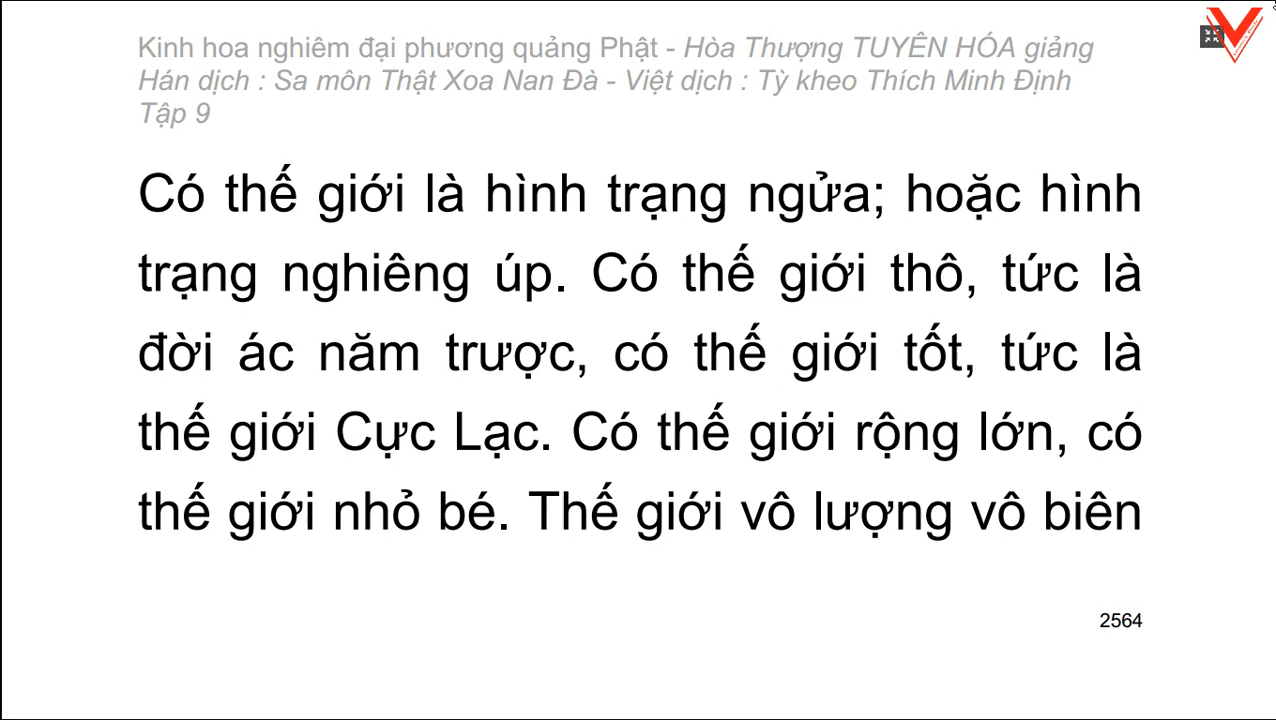 Kinh hoa nghiêm đại phương quảng Phật - Hòa Thượng TUYÊN HÓA giảng
Hán dịch : Sa môn Thật Xoa Nan Đà - Việt dịch : Tỳ kheo Thích Minh Định
Tập 9
Có thế giới là hình trạng ngửa; hoặc hình
trạng nghiêng úp. Có thế giới thô, tức là
đời ác năm trược, có thế giới tốt, tức là
thế giới Cực Lạc. Có thế giới rộng lớn, có
thế giới nhỏ bé. Thế giới vô lượng vô biên
2564